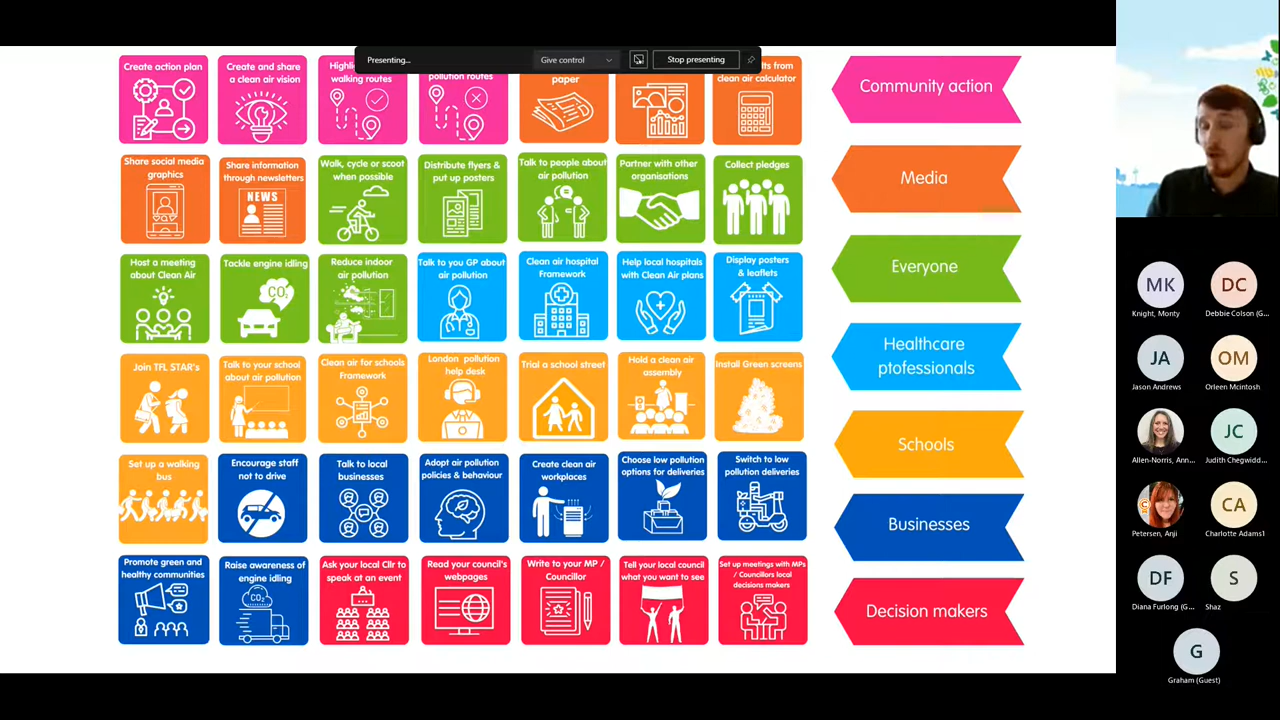 Presenting...
Give control
Stop presenting
Create action plan
Create and share
a clean air vision
walking routes
pollution routes
paper
from
clean air calculator
Community action
Share social media
graphics
Share information
through newsletters
NEWS
Walk, cycle or scoot
when possible
Distribute flyers &
put up posters
Talk to people about
air pollution
Partner with other
organisations
Collect pledges
Media
Host a meeting
about Clean Air
Tackle engine idling
CO2
Reduce indoor
air pollution
Talk to you GP about
air pollution
Clean air hospital
Framework
Help local hospitals
with Clean Air plans
Display posters
& leaflets
Everyone
Healthcare
ptofessionals
Join TFL STAR's
Talk to your school
about air pollution
Clean air for schools
Framework
London pollution
help desk
Trial a school street
Hold a clean air
assembly
Install Green screens
Schools
Set up a walking
bus
Encourage staff
not to drive
Talk to local
businesses
Adopt air pollution
policies & behaviour
Create clean air
workplaces
Choose low pollution
options for deliveries
Switch to low
pollution deliveries
Businesses
Promote green and
healthy communities
Raise awareness of
engine idling
CO2
Ask your local Cllr to
speak at an event
Read your council's
webpages
Write to your MP /
Councillor
Tell your local council
what you want to see
Set up meetings with MPs
/ Councillors local
decisions makers
Decision makers
MK
Knight, Monty
DC
Debbie Colson (G...
JA
Jason Andrews
OM
Orleen Mcintosh
Allen-Norris, Ann...
JC
Judith Chegwidd...
Petersen, Anji
CA
Charlotte Adams1
DF
Diana Furlong (G...
S
Shaz
G
Graham (Guest)